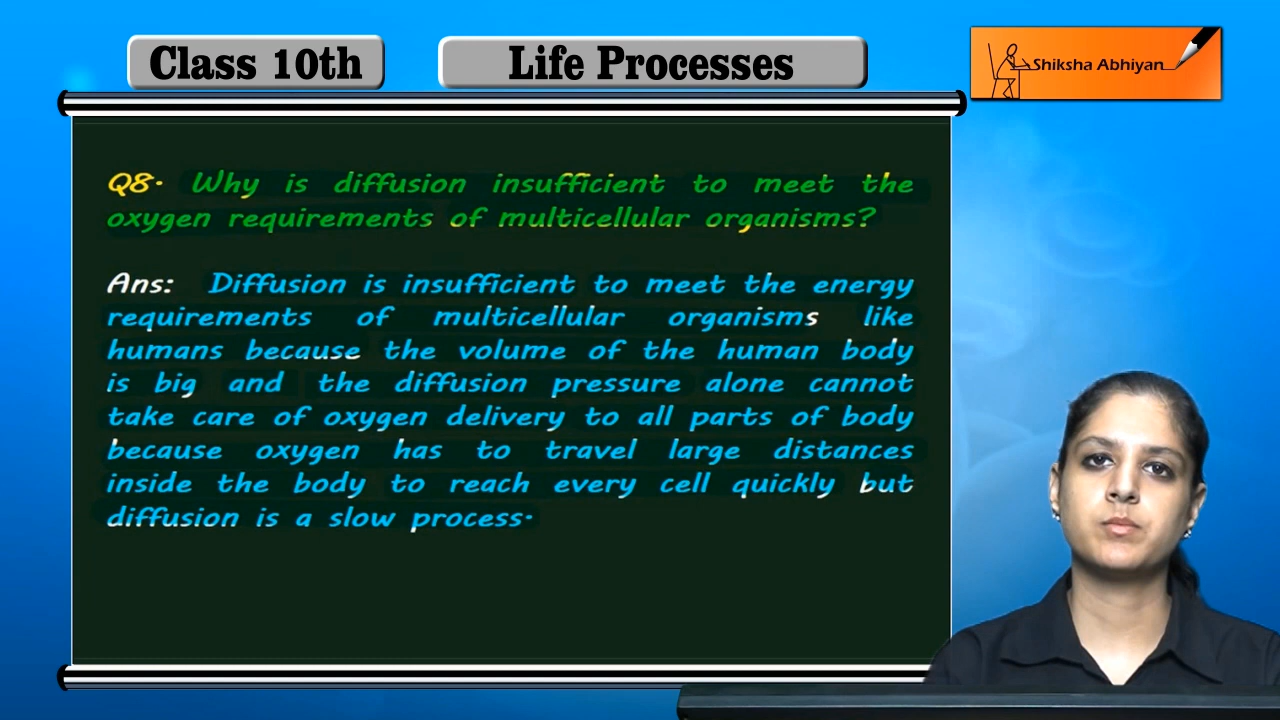 Class 10th
Life Processes
Shiksha Abhiyan
Q8. Why is diffusion insufficient to meet the
oxygen requirements of multicellular organisms?
Ans: Diffusion is insufficient to meet the energy
requirements of multicellular organisms like
humans because the volume of the human body
is big and the diffusion pressure alone cannot
take care of oxygen delivery to all parts of body
because oxygen has to travel large distances
inside the body to reach every cell quickly but
diffusion is a slow process.